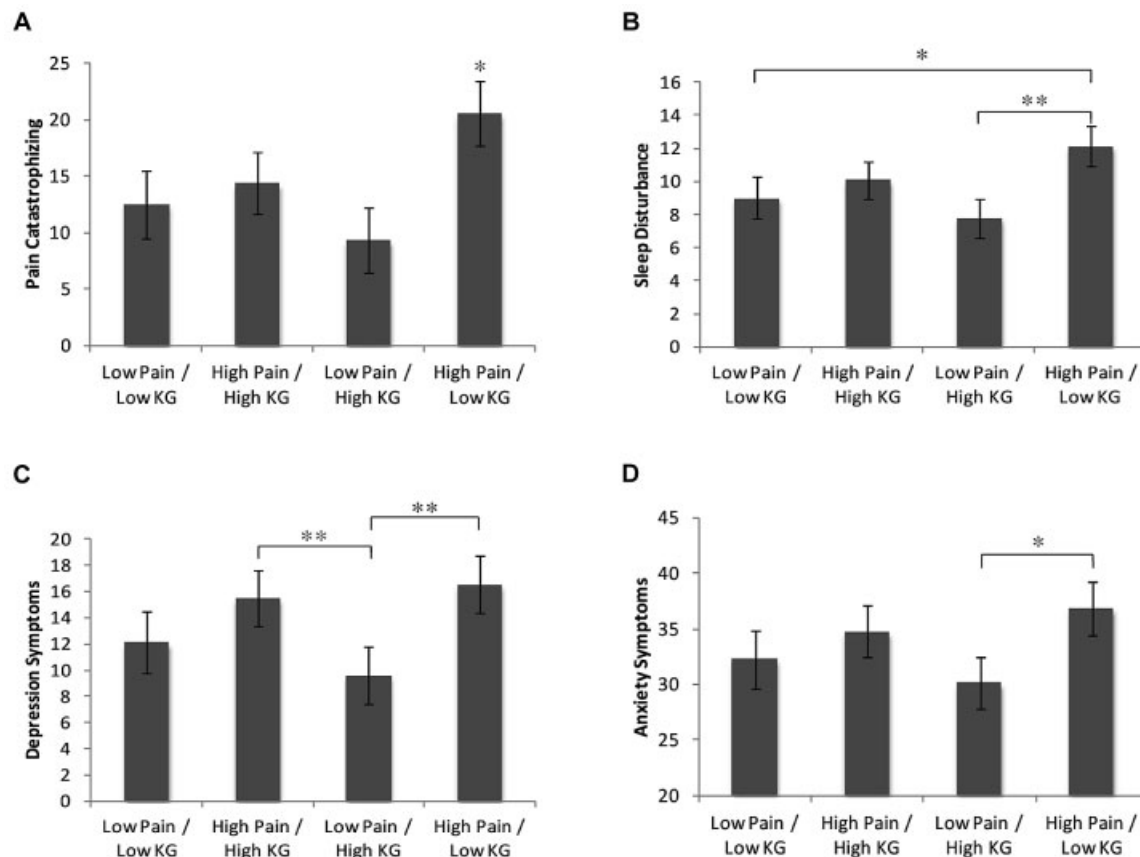 A
25
20
15
10
5
0
Pain Catastrophizing
*
Low Pain / High Pain / Low Pain / High Pain /
Low KG High KG High KG Low KG
B
16
14
12
10
8
6
4
2
0
Sleep Disturbance
*
**
Low Pain / High Pain / Low Pain / High Pain /
Low KG High KG High KG Low KG
C
20
18
16
14
12
10
8
6
4
2
0
Depression Symptoms
**
**
Low Pain / High Pain / Low Pain / High Pain /
Low KG High KG High KG Low KG
D
45
40
35
30
25
20
Anxiety Symptoms
*
Low Pain / High Pain / Low Pain / High Pain /
Low KG High KG High KG Low KG